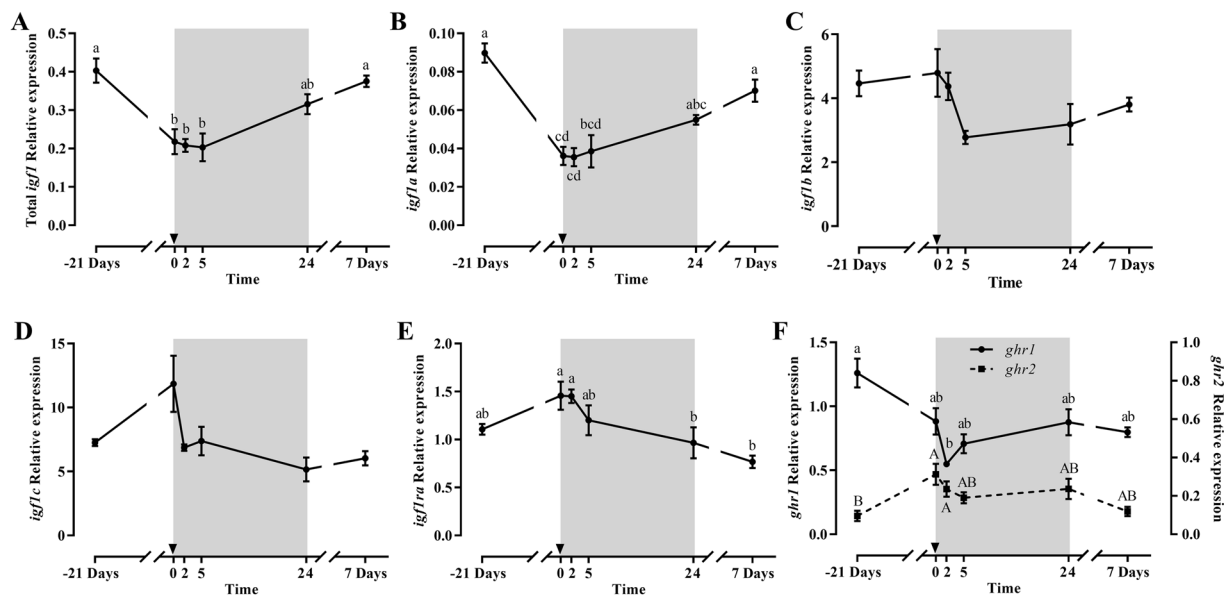 A
Total igf1 Relative expression
0.5
0.4
0.3
0.2
0.1
0.0
a
b
b
b
ab
a
-21 Days
0
2
5
24
7 Days
Time
B
igf1a Relative expression
0.10
0.08
0.06
0.04
0.02
0.00
a
cd
cd
bcd
abc
a
-21 Days
0
2
5
24
7 Days
Time
C
igf1b Relative expression
6
4
2
0
-21 Days
0
2
5
24
7 Days
Time
D
igf1c Relative expression
15
10
5
0
-21 Days
0
2
5
24
7 Days
Time
E
igf1ra Relative expression
2.0
1.5
1.0
0.5
0.0
ab
a
a
ab
b
b
-21 Days
0
2
5
24
7 Days
Time
F
ghr1 Relative expression
1.5
1.0
0.5
0.0
ghr1
ghr2
a
ab
b
ab
ab
ab
B
A
A
AB
AB
AB
1.0
0.8
0.6
0.4
0.2
0.0
ghr2 Relative expression
-21 Days
0
2
5
24
7 Days
Time